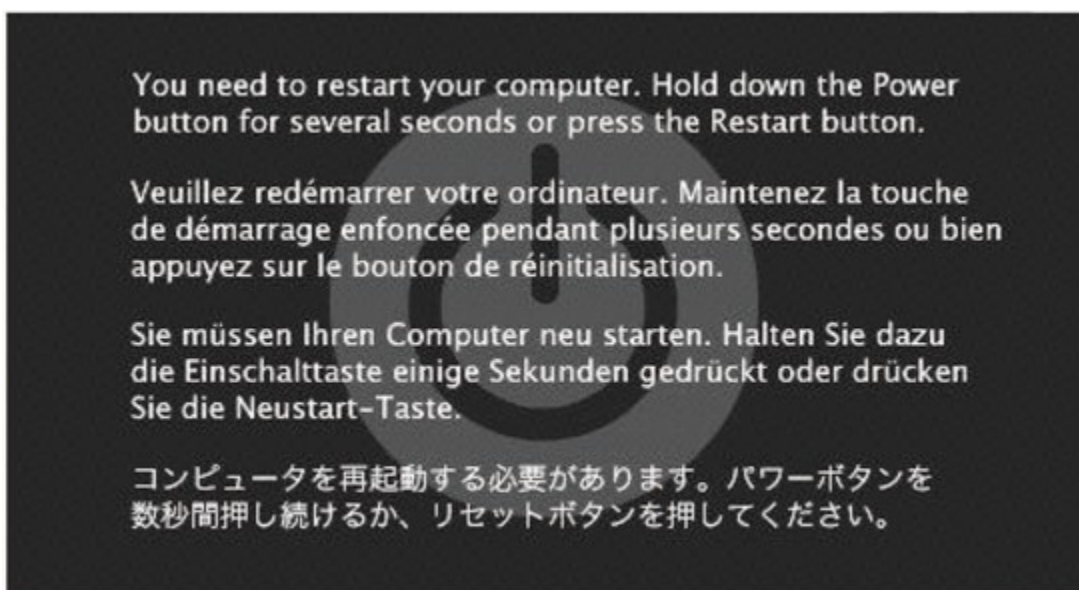 You need to restart your computer. Hold down the Power
button for several seconds or press the Restart button.
Veuillez redémarrer votre ordinateur. Maintenez la touche
de démarrage enfoncée pendant plusieurs secondes ou bien
appuyez sur le bouton de réinitialisation.
Sie müssen Ihren Computer neu starten. Halten Sie dazu
die Einschalttaste einige Sekunden gedrückt oder drücken
Sie die Neustart-Taste.
コンピュータを再起動する必要があります。パワーボタンを
数秒間押し続けるか、リセットボタンを押してください。